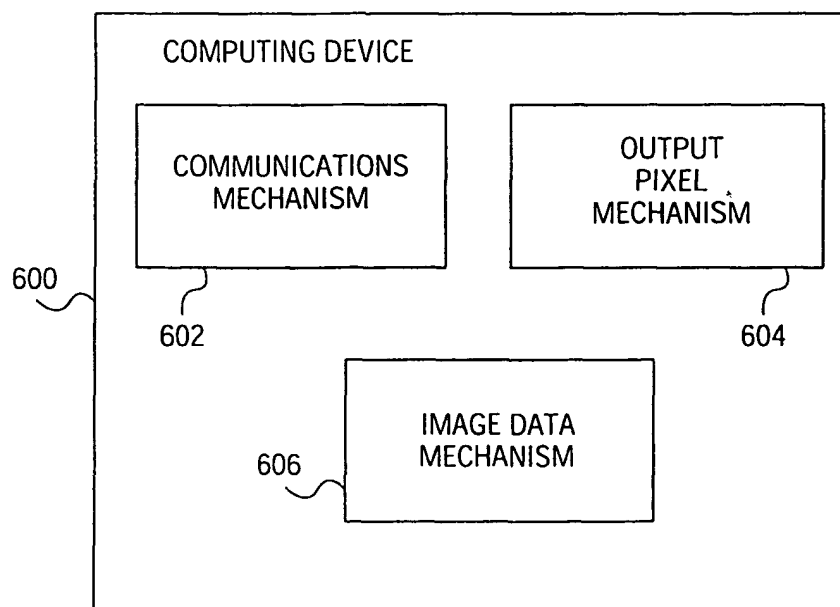 COMPUTING DEVICE
COMMUNICATIONS
MECHANISM
OUTPUT
PIXEL
MECHANISM
600
602
604
IMAGE DATA
MECHANISM
606